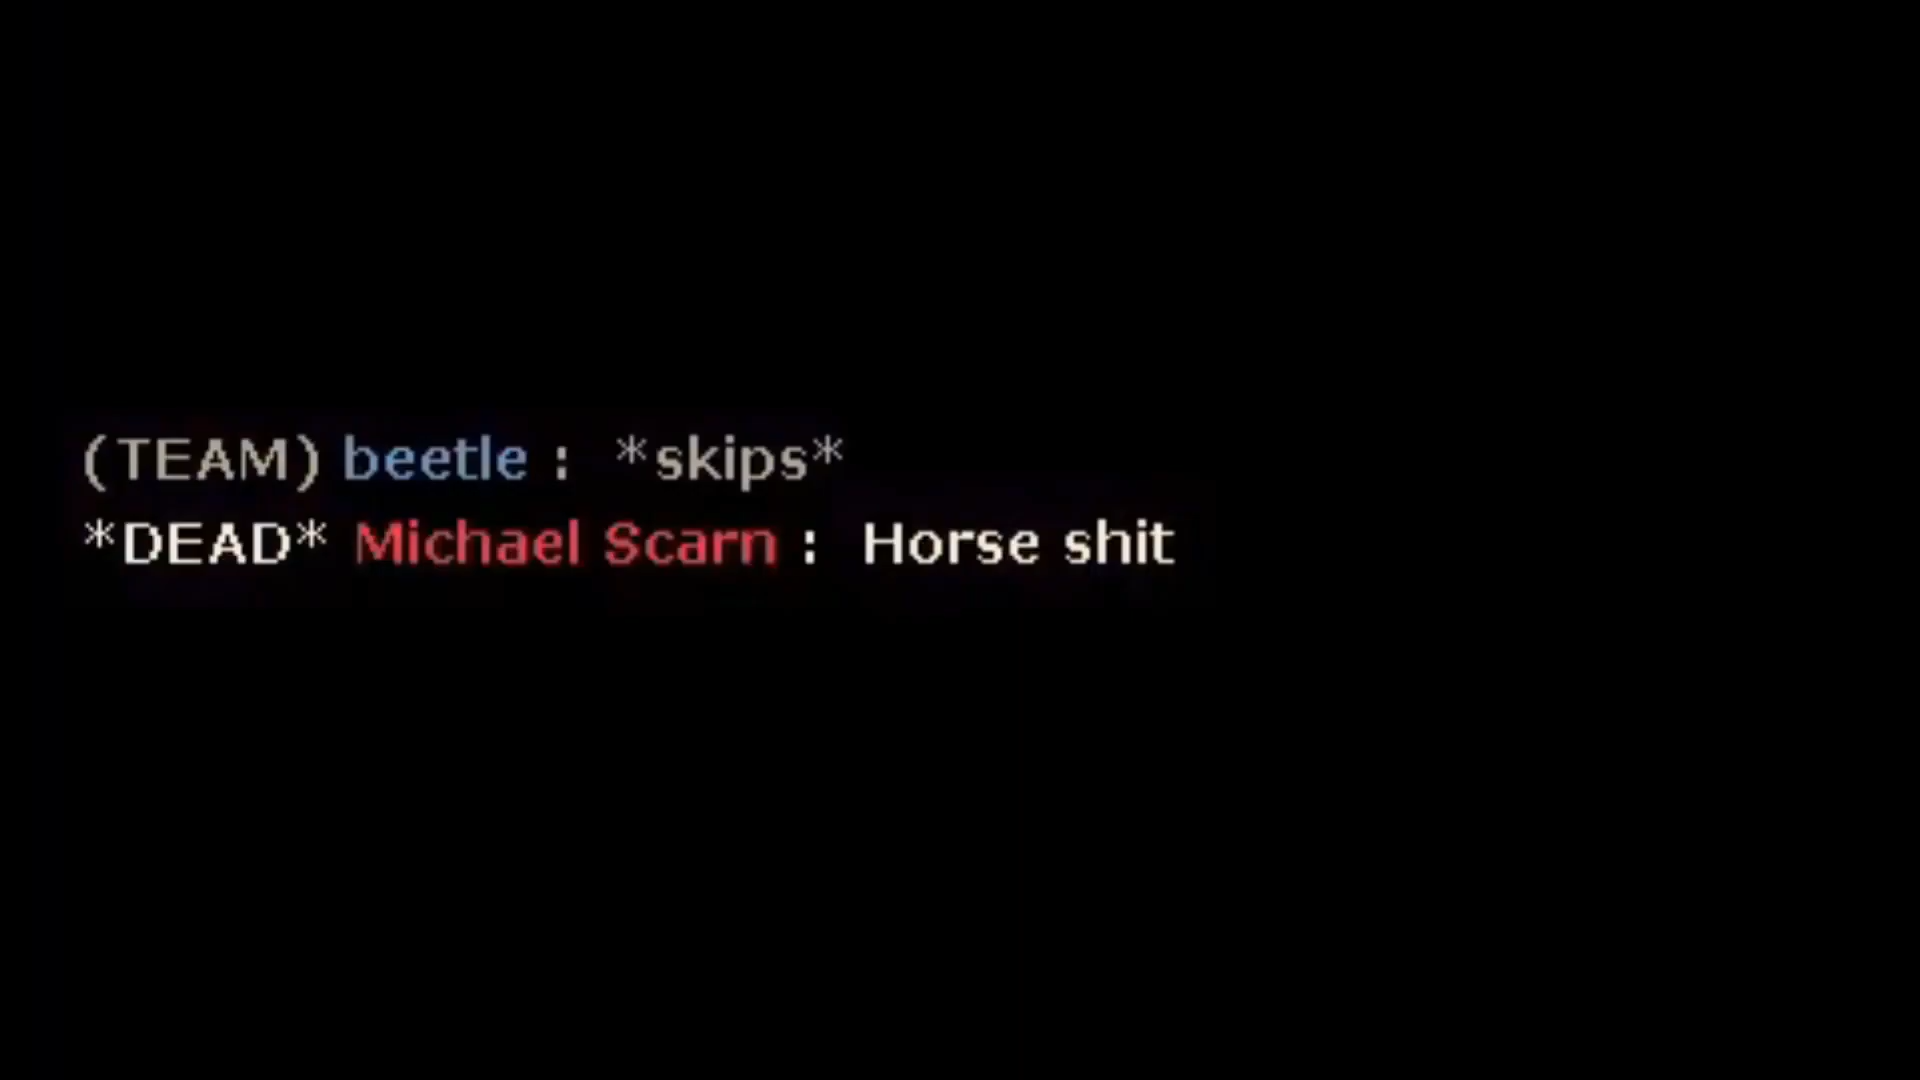 (TEAM) beetle :  *skips*
*DEAD* Michael Scarn :  Horse shit